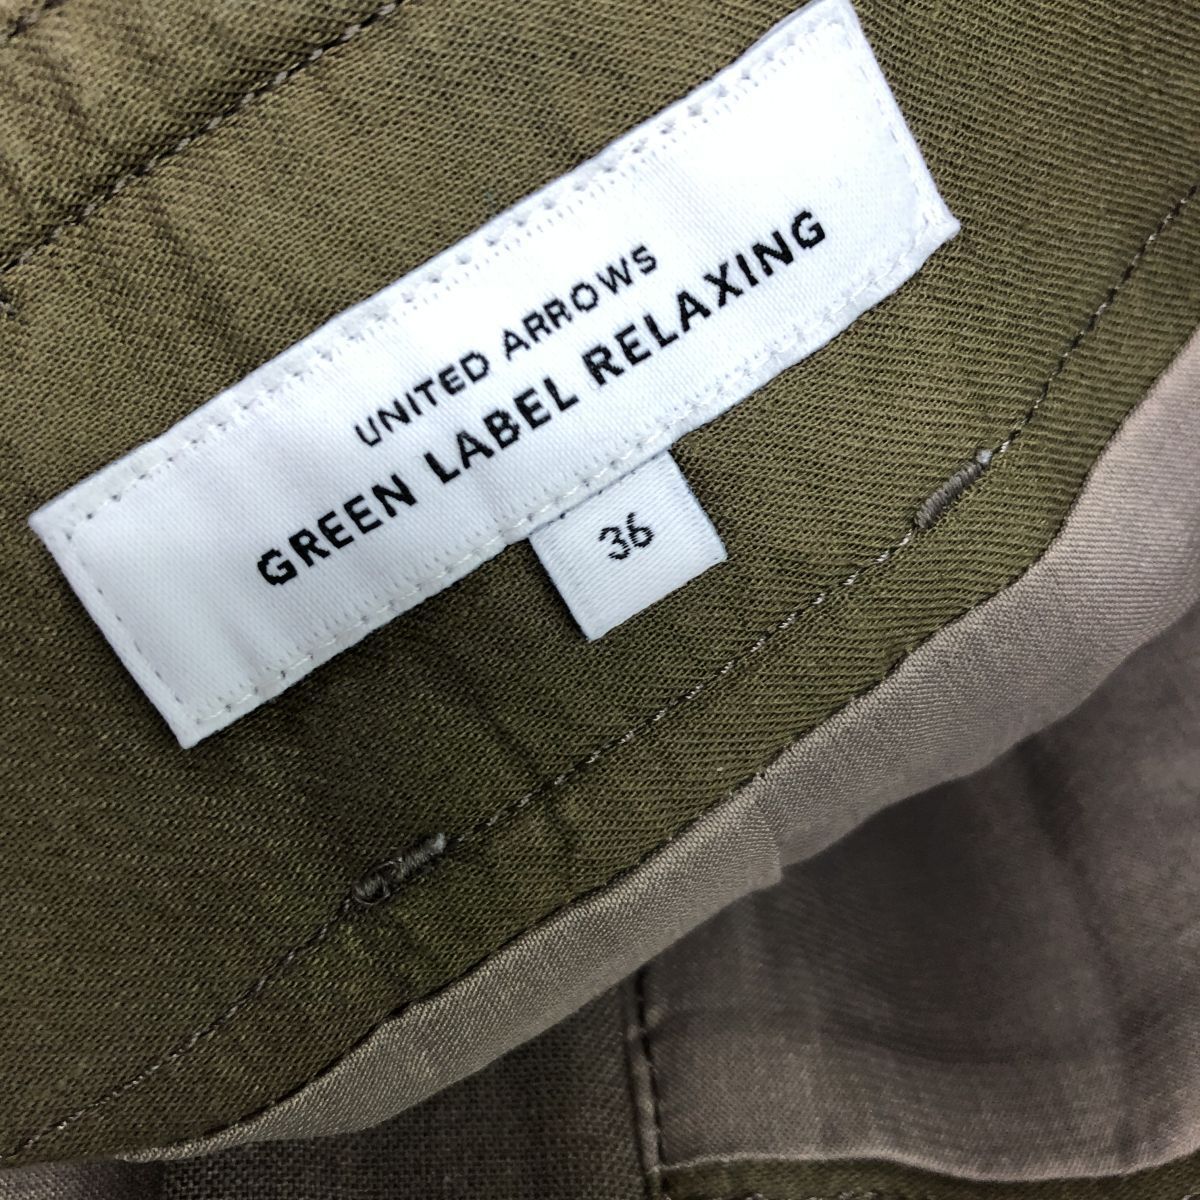 UNITED ARROWS
GREEN LABEL RELAXING
36